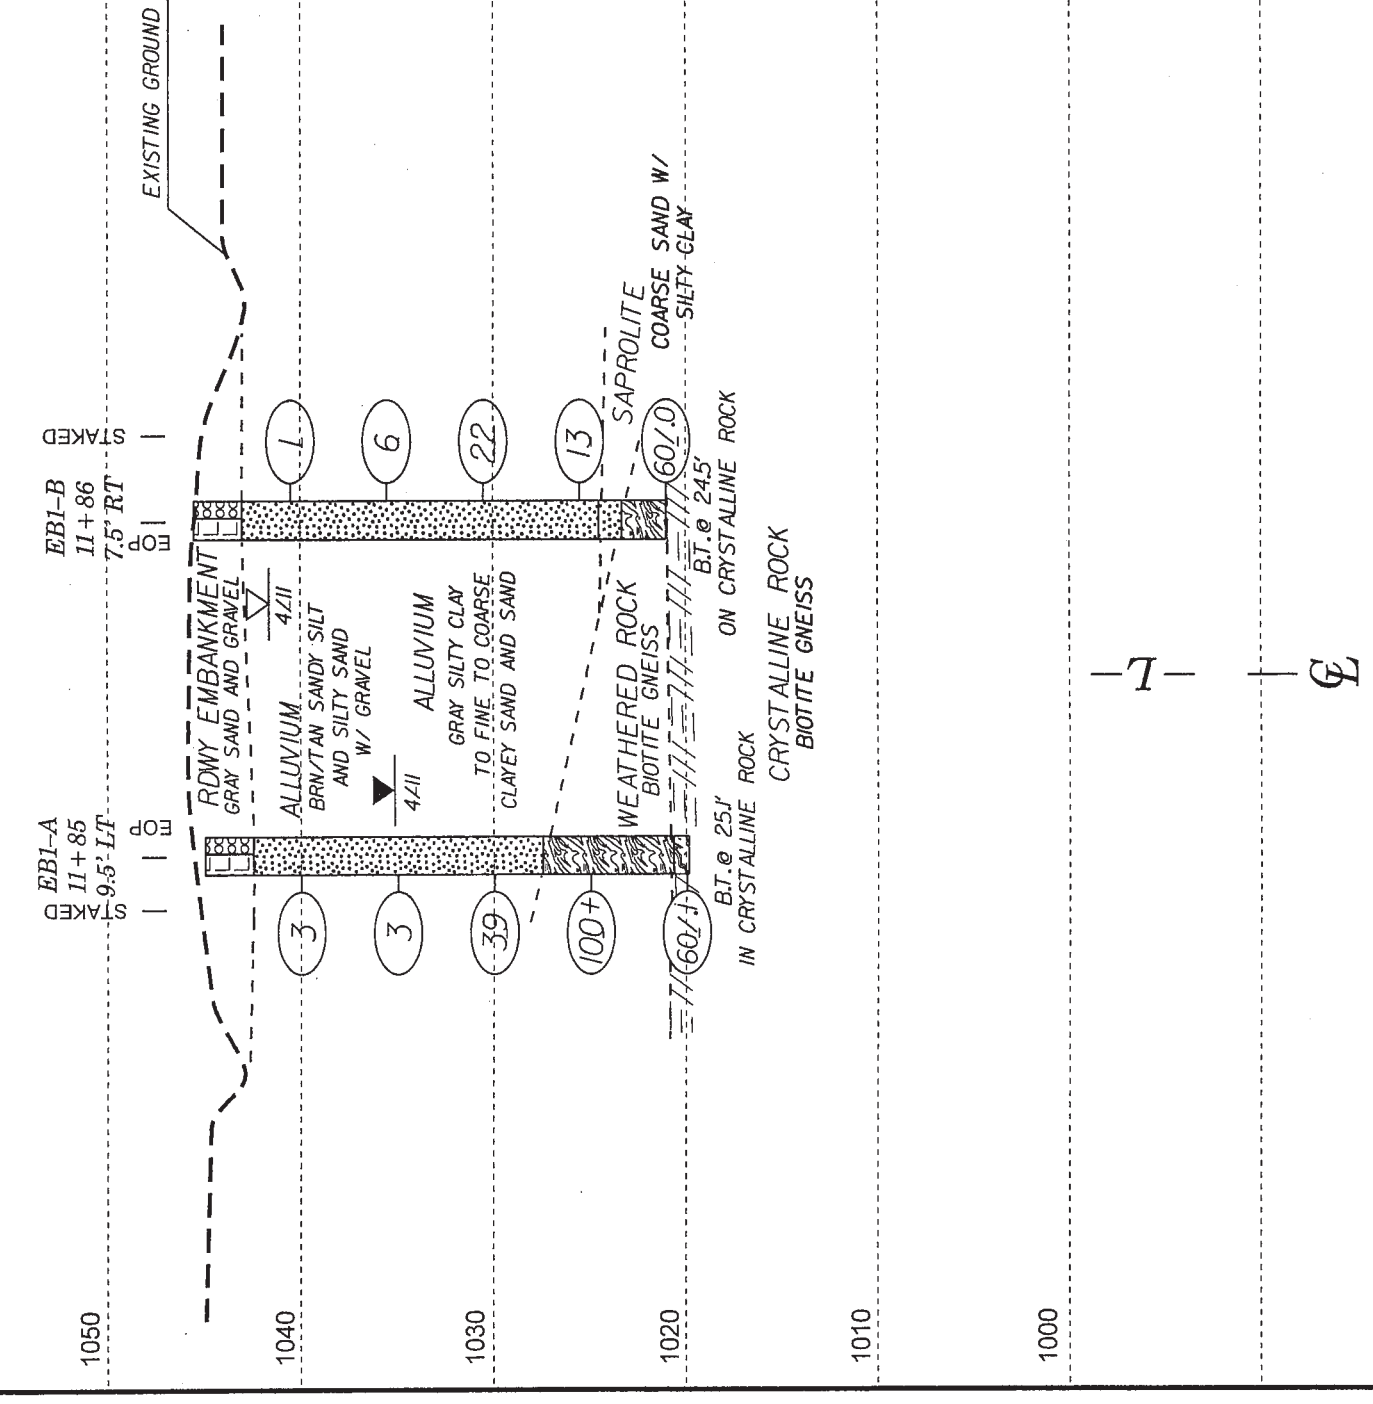 EXISTING GROUND
EB1-A
11+85
9.5' LT
STAKED
EOP
EB1-B
11+86
7.5' RT
EOP
STAKED
1050
RDWY EMBANKMENT
GRAY SAND AND GRAVEL
4/11
1040
ALLUVIUM
BRN/TAN SANDY SILT
AND SILTY SAND
W/ GRAVEL
4/11
ALLUVIUM
GRAY SILTY CLAY
TO FINE TO COARSE
CLAYEY SAND AND SAND
1030
3
3
39
100+
60/.1
1
6
22
13
60/.0
SAPROLITE
COARSE SAND W/
SILTY CLAY
WEATHERED ROCK
BIOTITE GNEISS
1020
B.T. @ 25.1'
IN CRYSTALLINE ROCK
B.T. @ 24.5'
ON CRYSTALLINE ROCK
CRYSTALLINE ROCK
BIOTITE GNEISS
1010
1000
-L-